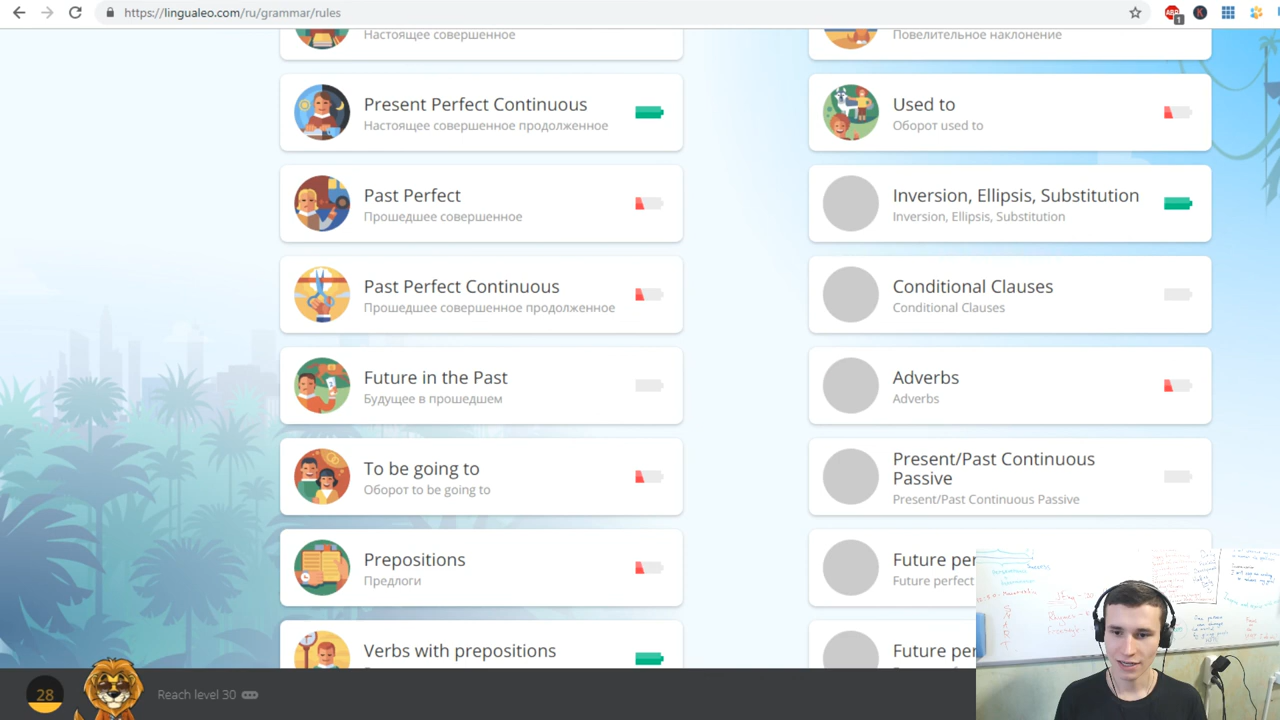 https://lingualeo.com/ru/grammar/rules
ABP
1
K
Настоящее совершенное
Present Perfect Continuous
Настоящее совершенное продолженное
Past Perfect
Прошедшее совершенное
Past Perfect Continuous
Прошедшее совершенное продолженное
Future in the Past
Будущее в прошедшем
To be going to
Оборот to be going to
Prepositions
Предлоги
Verbs with prepositions
Повелительное наклонение
Used to
Оборот used to
Inversion, Ellipsis, Substitution
Inversion, Ellipsis, Substitution
Conditional Clauses
Conditional Clauses
Adverbs
Adverbs
Present/Past Continuous
Passive
Present/Past Continuous Passive
Future per
Future perfect
Future per
28
Reach level 30